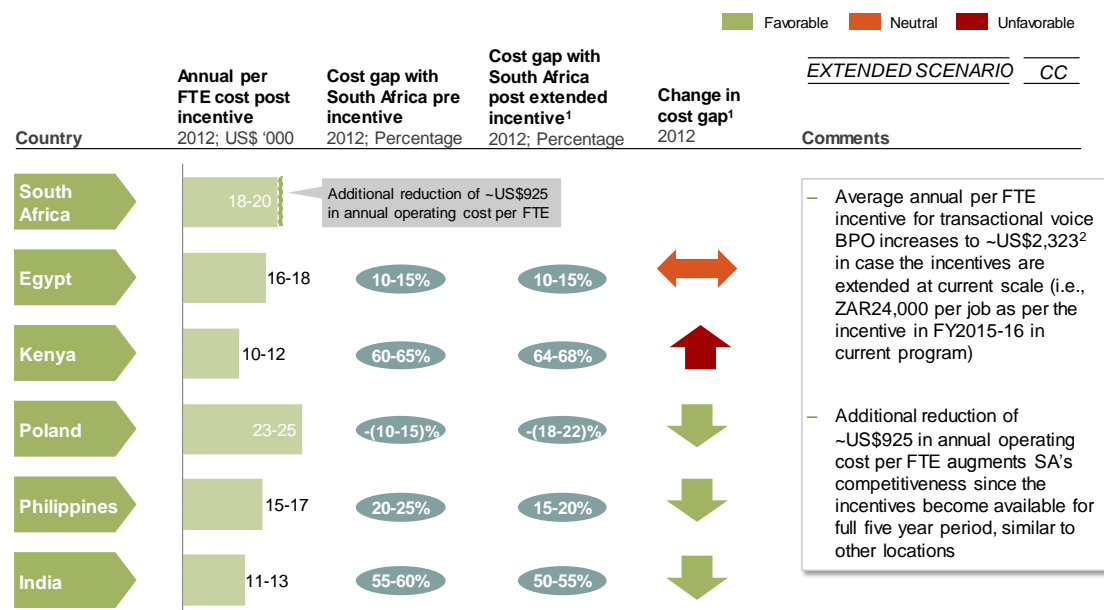 Favorable
Neutral
Unfavorable
EXTENDED SCENARIO
CC
Country
Annual per
FTE cost post
incentive
2012; US$ ‘000
Cost gap with
South Africa pre
incentive
2012; Percentage
Cost gap with
South Africa
post extended
incentive1
2012; Percentage
Change in
cost gap1
2012
Comments
South
Africa
18-20
Additional reduction of ~US$925
in annual operating cost per FTE
Egypt
16-18
10-15%
10-15%
Kenya
10-12
60-65%
64-68%
Poland
23-25
-(10-15)%
-(18-22)%
Philippines
15-17
20-25%
15-20%
India
11-13
55-60%
50-55%
– Average annual per FTE
incentive for transactional voice
BPO increases to ~US$2,3232
in case the incentives are
extended at current scale (i.e.,
ZAR24,000 per job as per the
incentive in FY2015-16 in
current program)
– Additional reduction of
~US$925 in annual operating
cost per FTE augments SA’s
competitiveness since the
incentives become available for
full five year period, similar to
other locations